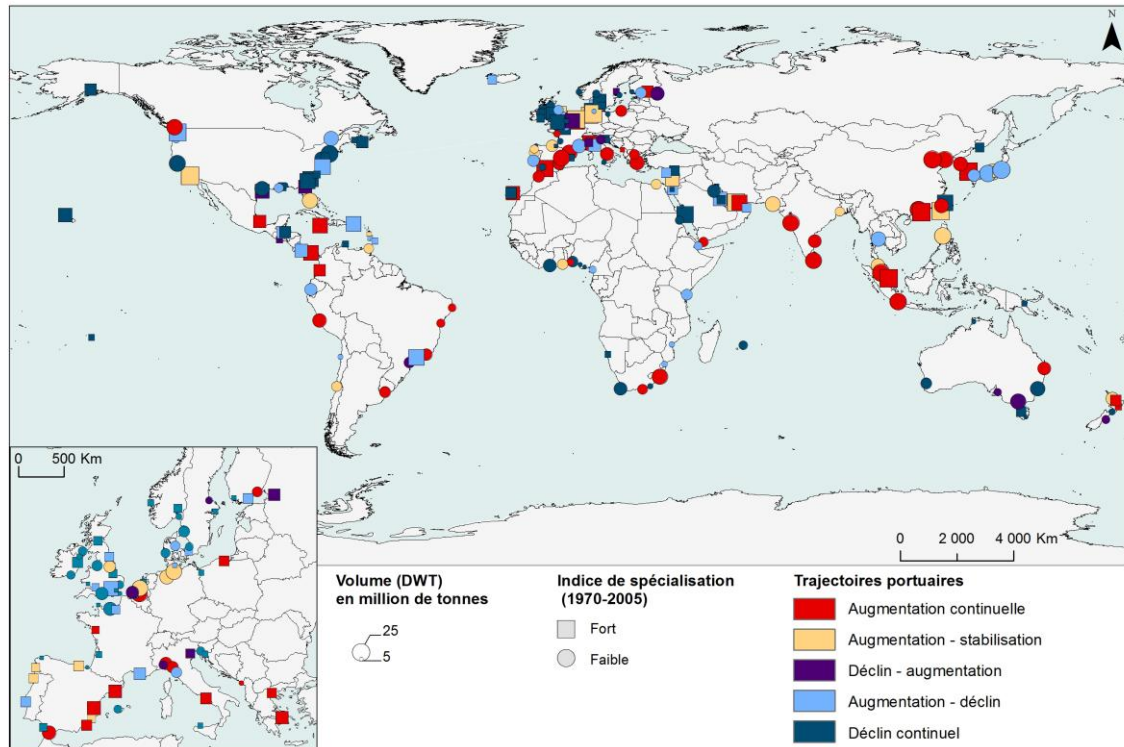 N
0 500 Km
0 2 000 4 000 Km
Volume (DWT)
en million de tonnes
25
5
Indice de spécialisation
(1970-2005)
Fort
Faible
Trajectoires portuaires
Augmentation continuelle
Augmentation - stabilisation
Déclin - augmentation
Augmentation - déclin
Déclin continuel